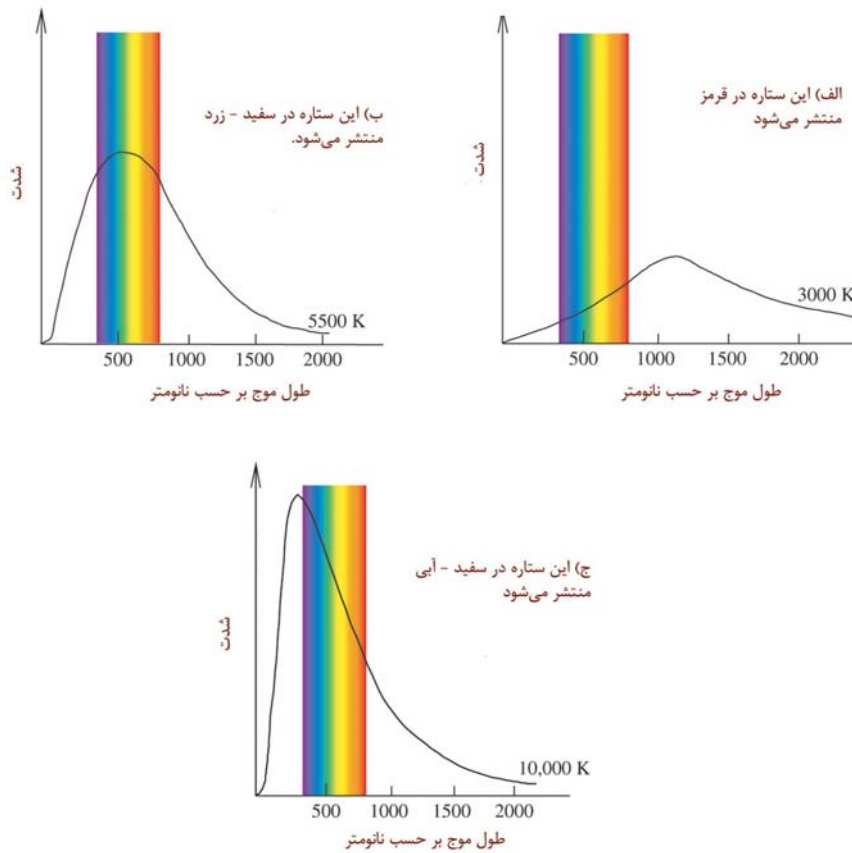 الف) این ستاره در قرمز
منتشر می‌شود
شدت
3000 K
500 1000 1500 2000
طول موج بر حسب نانومتر
ب) این ستاره در سفید - زرد
منتشر می‌شود.
شدت
5500 K
500 1000 1500 2000
طول موج بر حسب نانومتر
ج) این ستاره در سفید - آبی
منتشر می‌شود
شدت
10,000 K
500 1000 1500 2000
طول موج بر حسب نانومتر